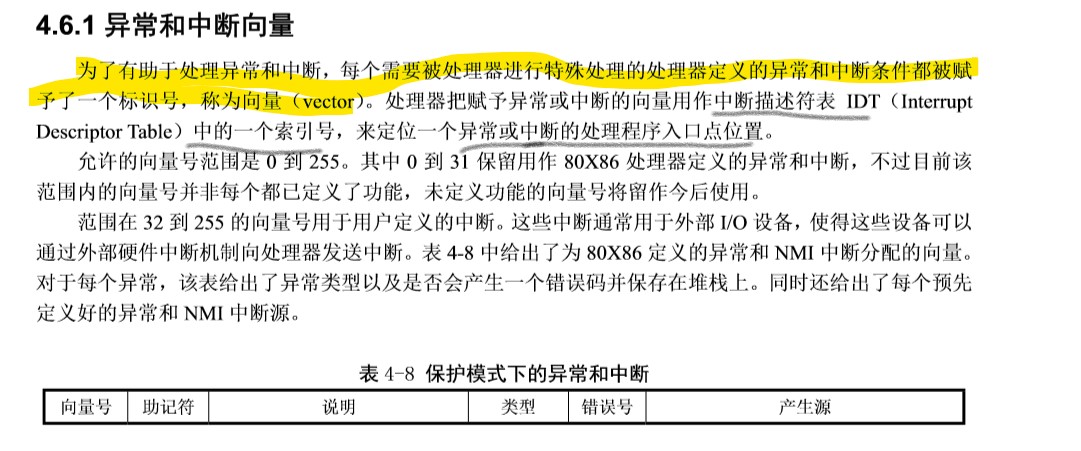 4.6.1 异常和中断向量
为了有助于处理异常和中断，每个需要被处理器进行特殊处理的处理器定义的异常和中断条件都被赋
予了一个标识号，称为向量（vector）。处理器把赋予异常或中断的向量用作中断描述符表 IDT（Interrupt
Descriptor Table）中的一个索引号，来定位一个异常或中断的处理程序入口点位置。
允许的向量号范围是 0 到 255。其中 0 到 31 保留用作 80X86 处理器定义的异常和中断，不过目前该
范围内的向量号并非每个都已定义了功能，未定义功能的向量号将留作今后使用。
范围在 32 到 255 的向量号用于用户定义的中断。这些中断通常用于外部 I/O 设备，使得这些设备可以
通过外部硬件中断机制向处理器发送中断。表 4-8 中给出了为 80X86 定义的异常和 NMI 中断分配的向量。
对于每个异常，该表给出了异常类型以及是否会产生一个错误码并保存在堆栈上。同时还给出了每个预先
定义好的异常和 NMI 中断源。
表 4-8 保护模式下的异常和中断
向量号 助记符 说明 类型 错误号 产生源